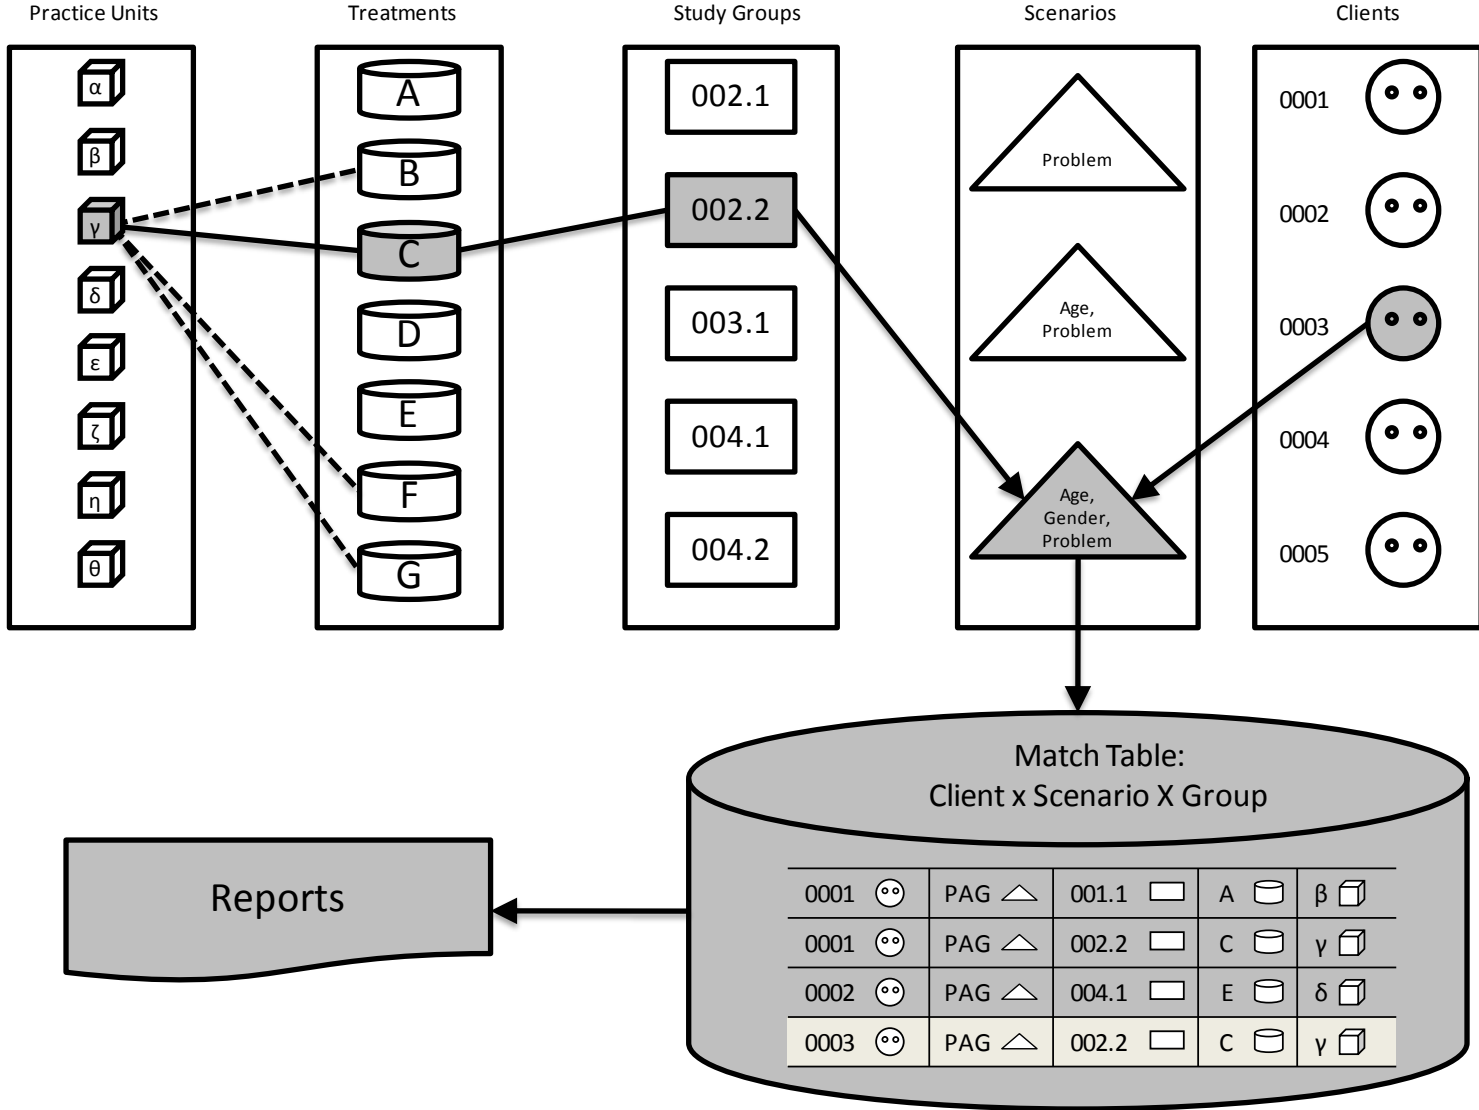 Practice Units
Treatments
Study Groups
Scenarios
Clients
α
β
γ
δ
ε
ζ
η
θ
A
B
C
D
E
F
G
002.1
002.2
003.1
004.1
004.2
Problem
Age,
Problem
Age,
Gender,
Problem
0001
0002
0003
0004
0005
Match Table:
Client x Scenario X Group
0001 PAG 001.1 A β
0001 PAG 002.2 C γ
0002 PAG 004.1 E δ
0003 PAG 002.2 C γ
Reports